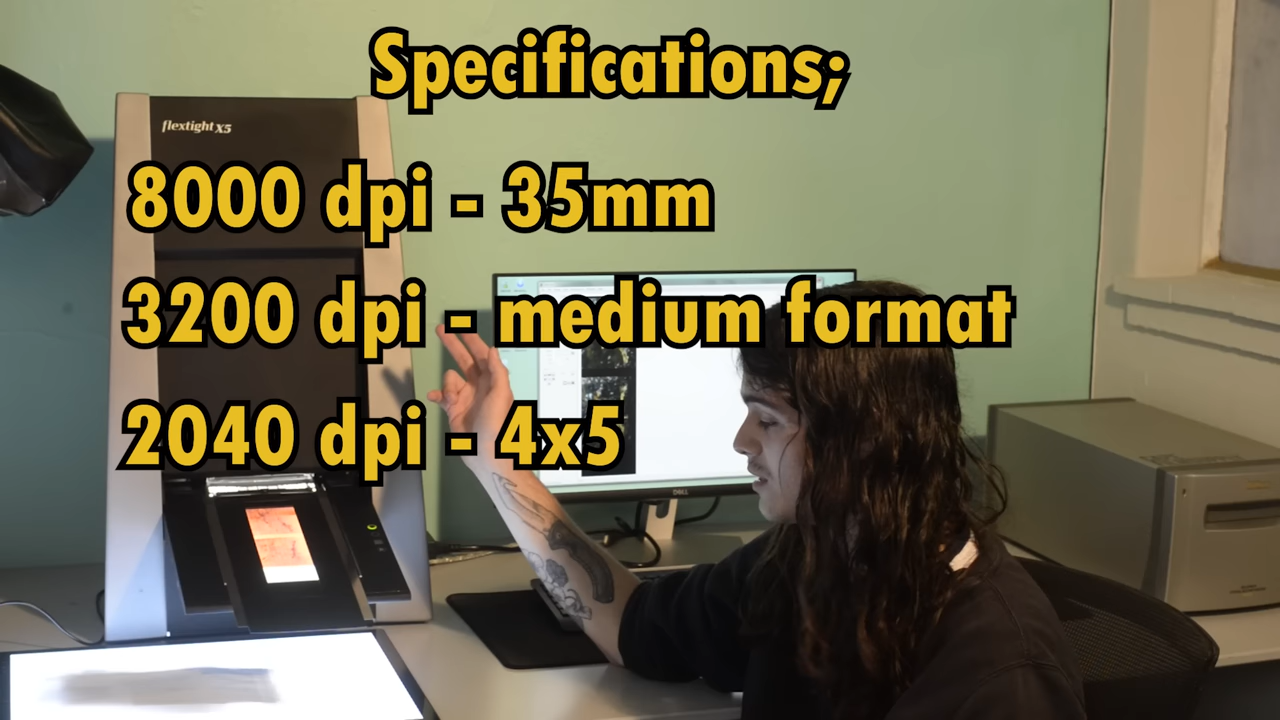 Specifications;
flextight X5
8000 dpi - 35mm
3200 dpi - medium format
2040 dpi - 4x5
DELL